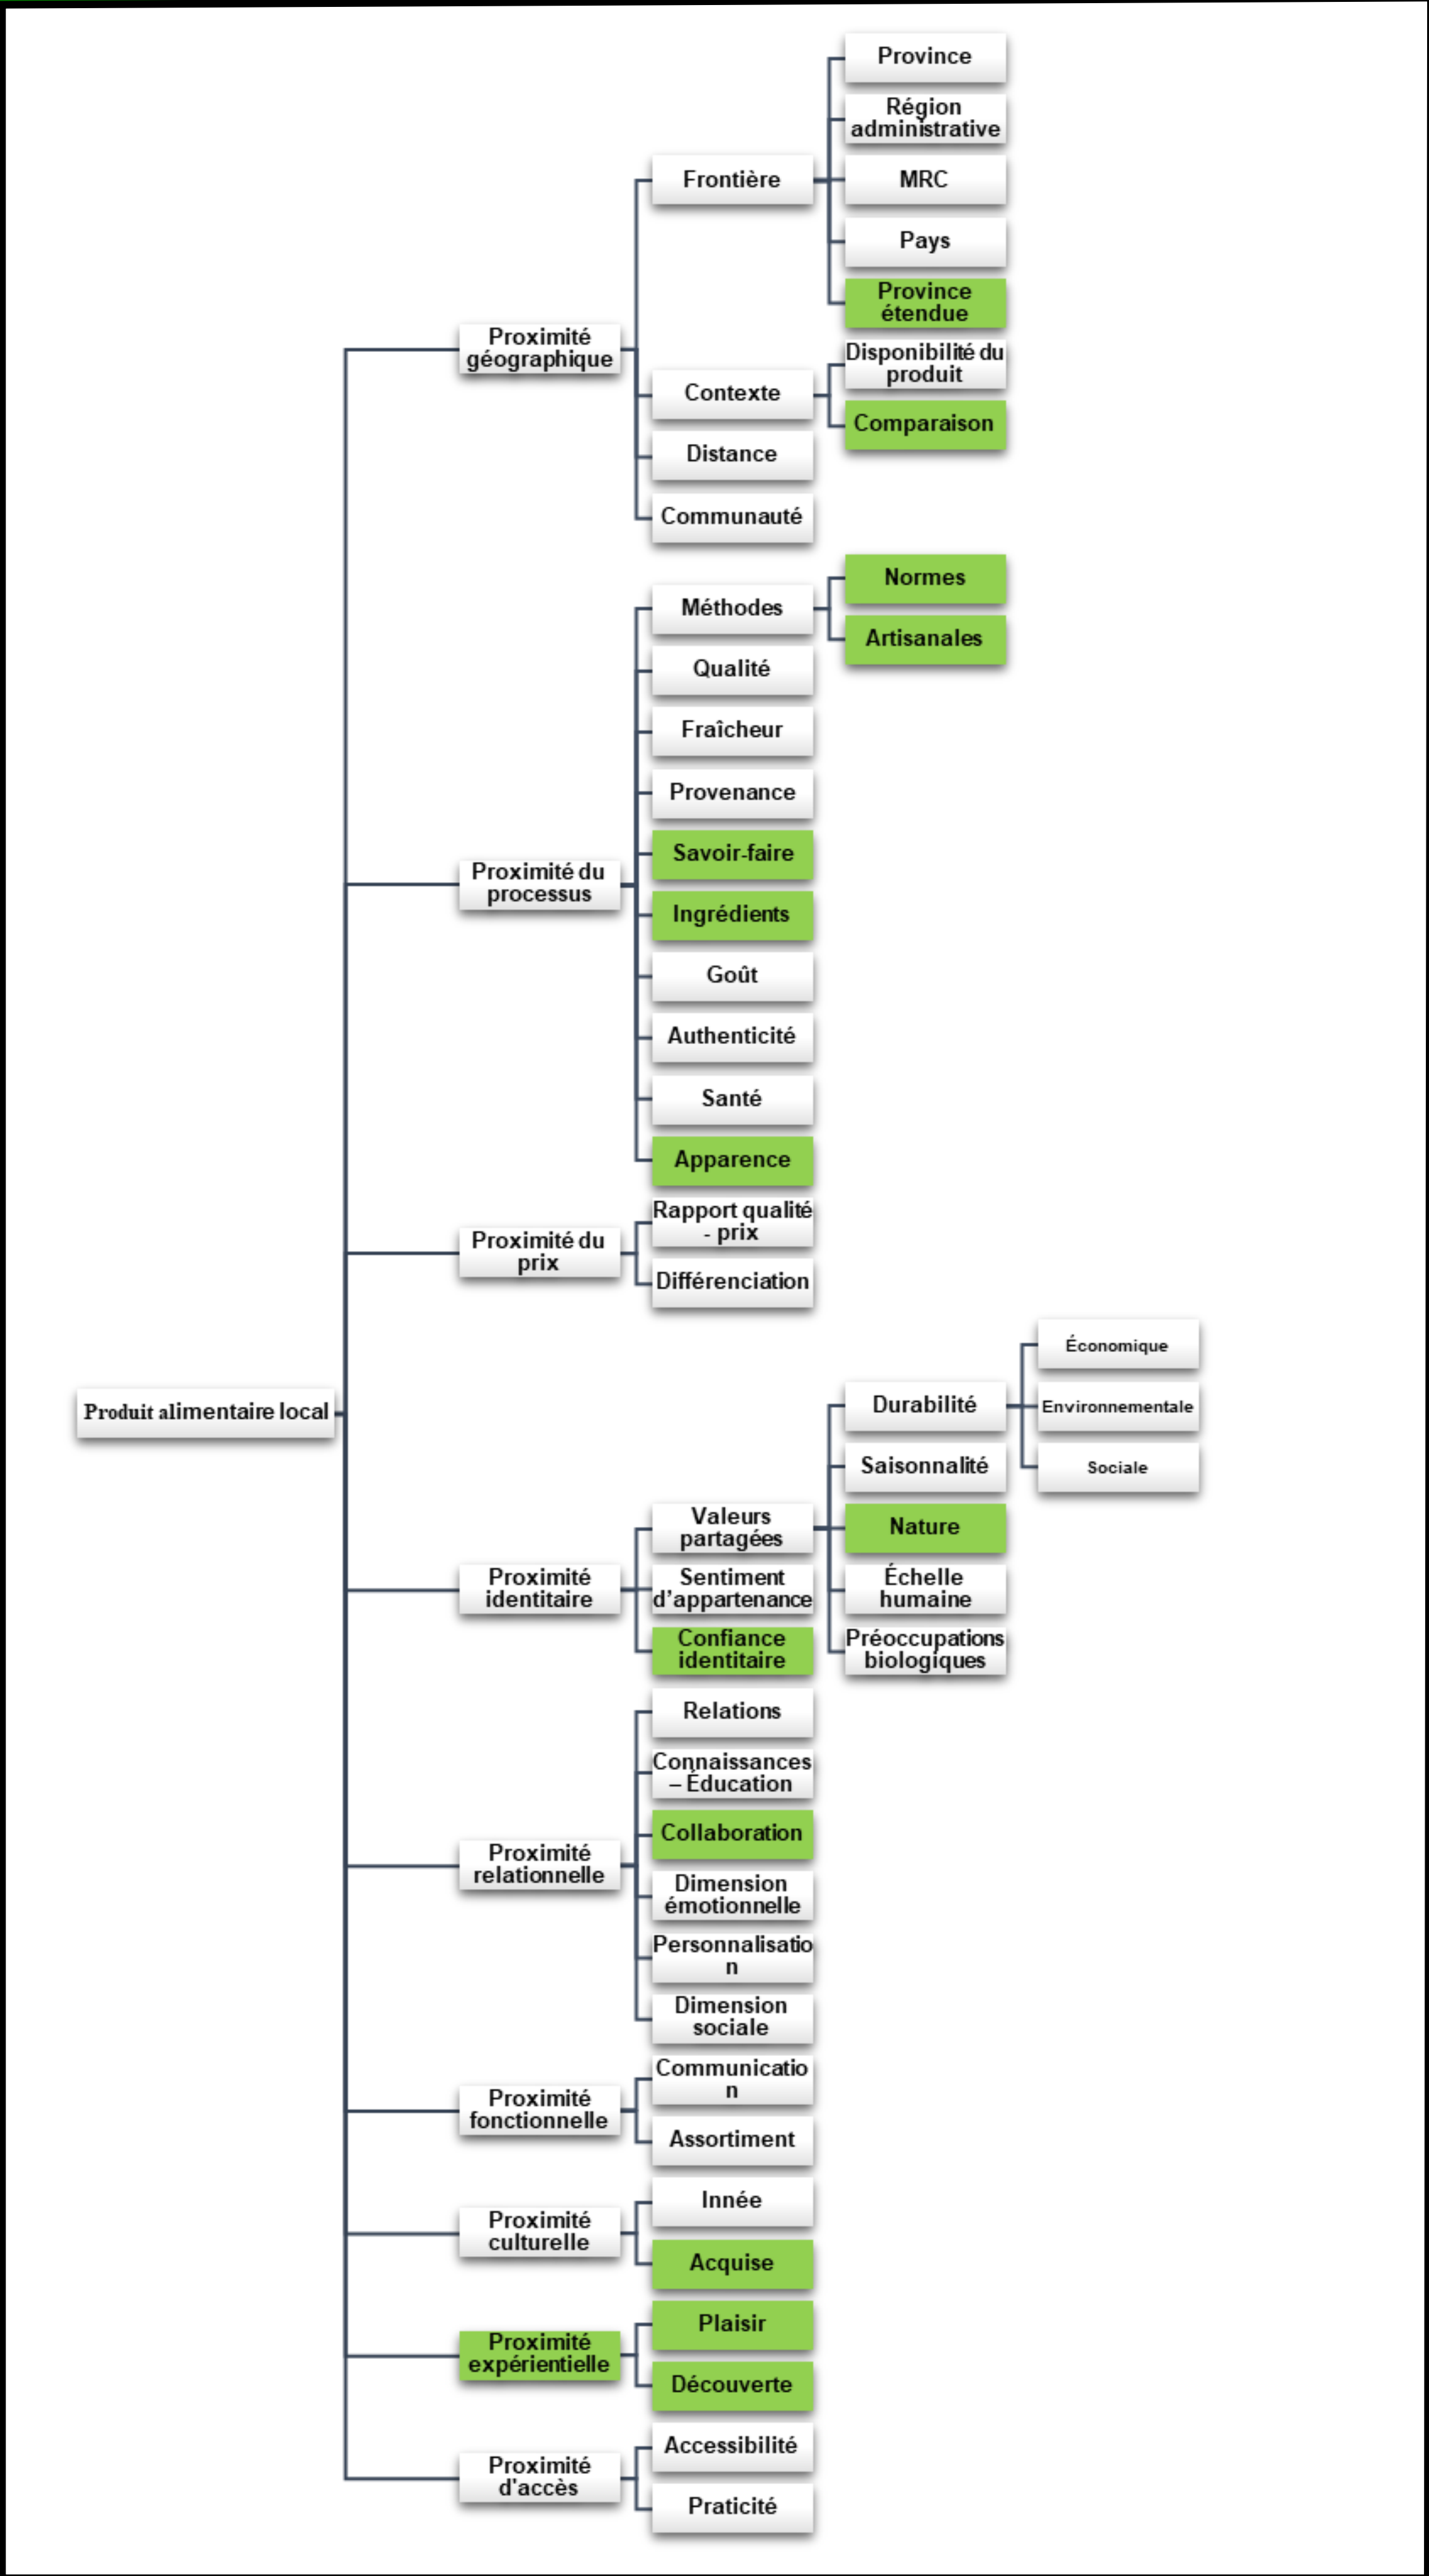 Province
Région
administrative
Frontière
MRC
Pays
Province
étendue
Proximité
géographique
Disponibilité du
produit
Contexte
Comparaison
Distance
Communauté
Normes
Méthodes
Artisanales
Qualité
Fraîcheur
Provenance
Savoir-faire
Proximité du
processus
Ingrédients
Goût
Authenticité
Santé
Apparence
Rapport qualité
- prix
Proximité du
prix
Différenciation
Économique
Produit alimentaire local
Durabilité
Environnementale
Saisonnalité
Sociale
Valeurs
partagées
Nature
Proximité
identitaire
Sentiment
d'appartenance
Échelle
humaine
Confiance
identitaire
Préoccupations
biologiques
Relations
Connaissances
– Éducation
Collaboration
Proximité
relationnelle
Dimension
émotionnelle
Personnalisatio
n
Dimension
sociale
Communicatio
n
Proximité
fonctionnelle
Assortiment
Innée
Proximité
culturelle
Acquise
Plaisir
Proximité
expérientielle
Découverte
Accessibilité
Proximité
d'accès
Praticité